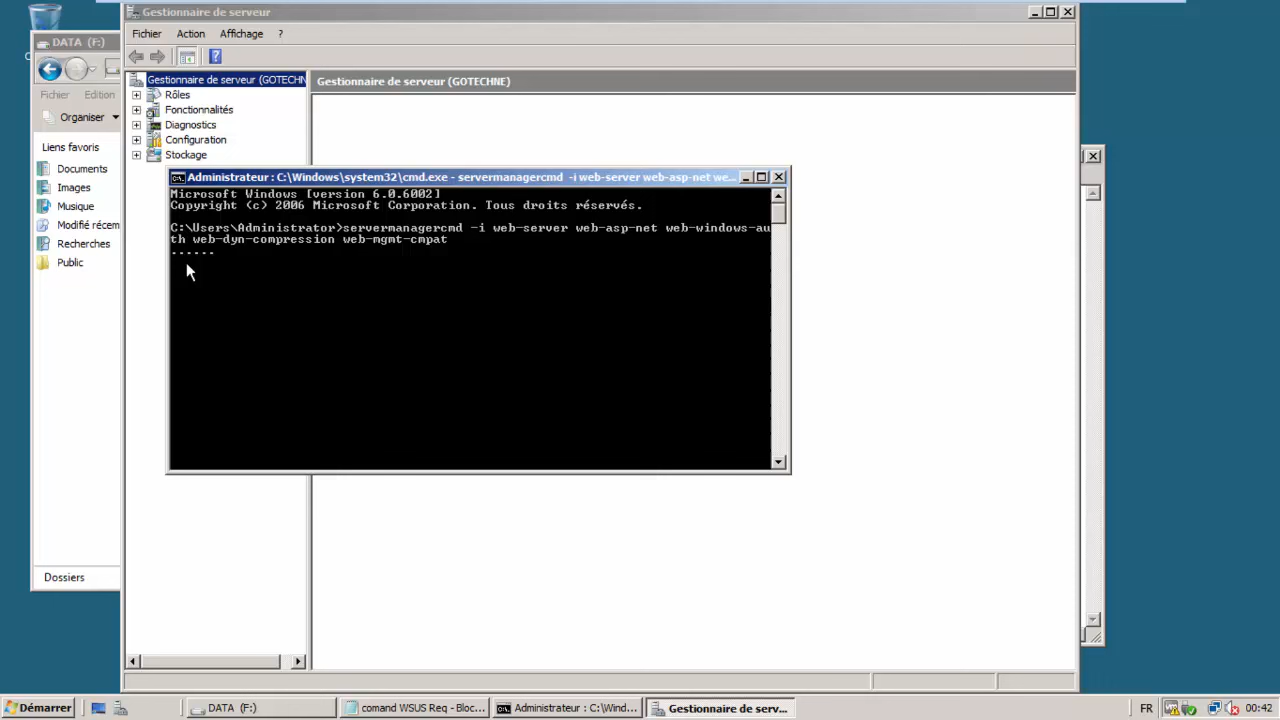 Gestionnaire de serveur
Fichier Action Affichage ?
DATA (F:)
Fichier Edition
Organiser
Liens favoris
Documents
Images
Musique
Modifié récem
Recherches
Public
Dossiers
Gestionnaire de serveur (GOTECHN
Rôles
Fonctionnalités
Diagnostics
Configuration
Stockage
Gestionnaire de serveur (GOTECHNE)
Administrateur : C:\Windows\system32\cmd.exe - servermanagercmd -i web-server web-asp-net we...
Microsoft Windows [version 6.0.6002]
Copyright (c) 2006 Microsoft Corporation. Tous droits réservés.
C:\Users\Administrator>servermanagercmd -i web-server web-asp-net web-windows-au
th web-dyn-compression web-mgmt-cmpat
------
Démarrer
DATA (F:)
comand WSUS Req - Bloc...
Administrateur : C:\Wind...
Gestionnaire de serv...
FR
00:42